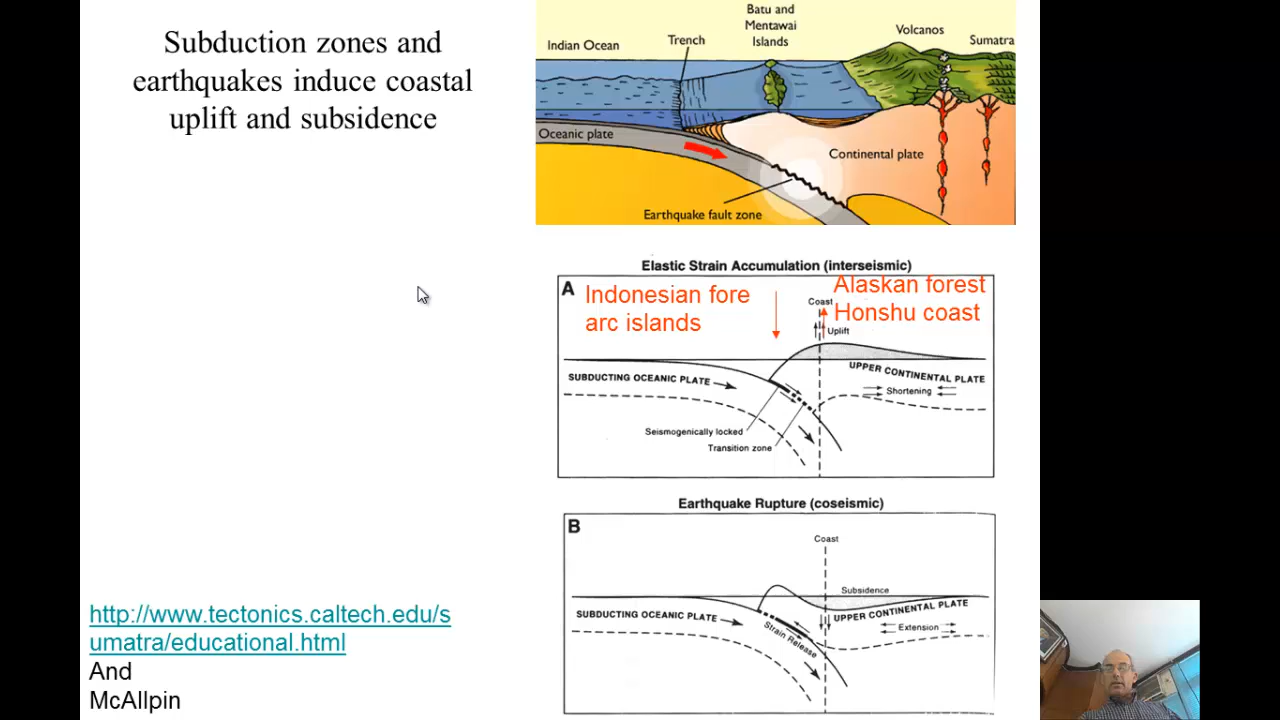 Subduction zones and
earthquakes induce coastal
uplift and subsidence
Batu and
Mentawai
Islands
Indian Ocean
Trench
Volcanos
Sumatra
Oceanic plate
Continental plate
Earthquake fault zone
Elastic Strain Accumulation (interseismic)
A
Indonesian fore
arc islands
Alaskan forest
Honshu coast
Coast
Uplift
SUBDUCTING OCEANIC PLATE
UPPER CONTINENTAL PLATE
Shortening
Seismogenically locked
Transition zone
Earthquake Rupture (coseismic)
B
Coast
Subsidence
SUBDUCTING OCEANIC PLATE
UPPER CONTINENTAL PLATE
Strain Release
Extension
http://www.tectonics.caltech.edu/s
umatra/educational.html
And
McAllpin